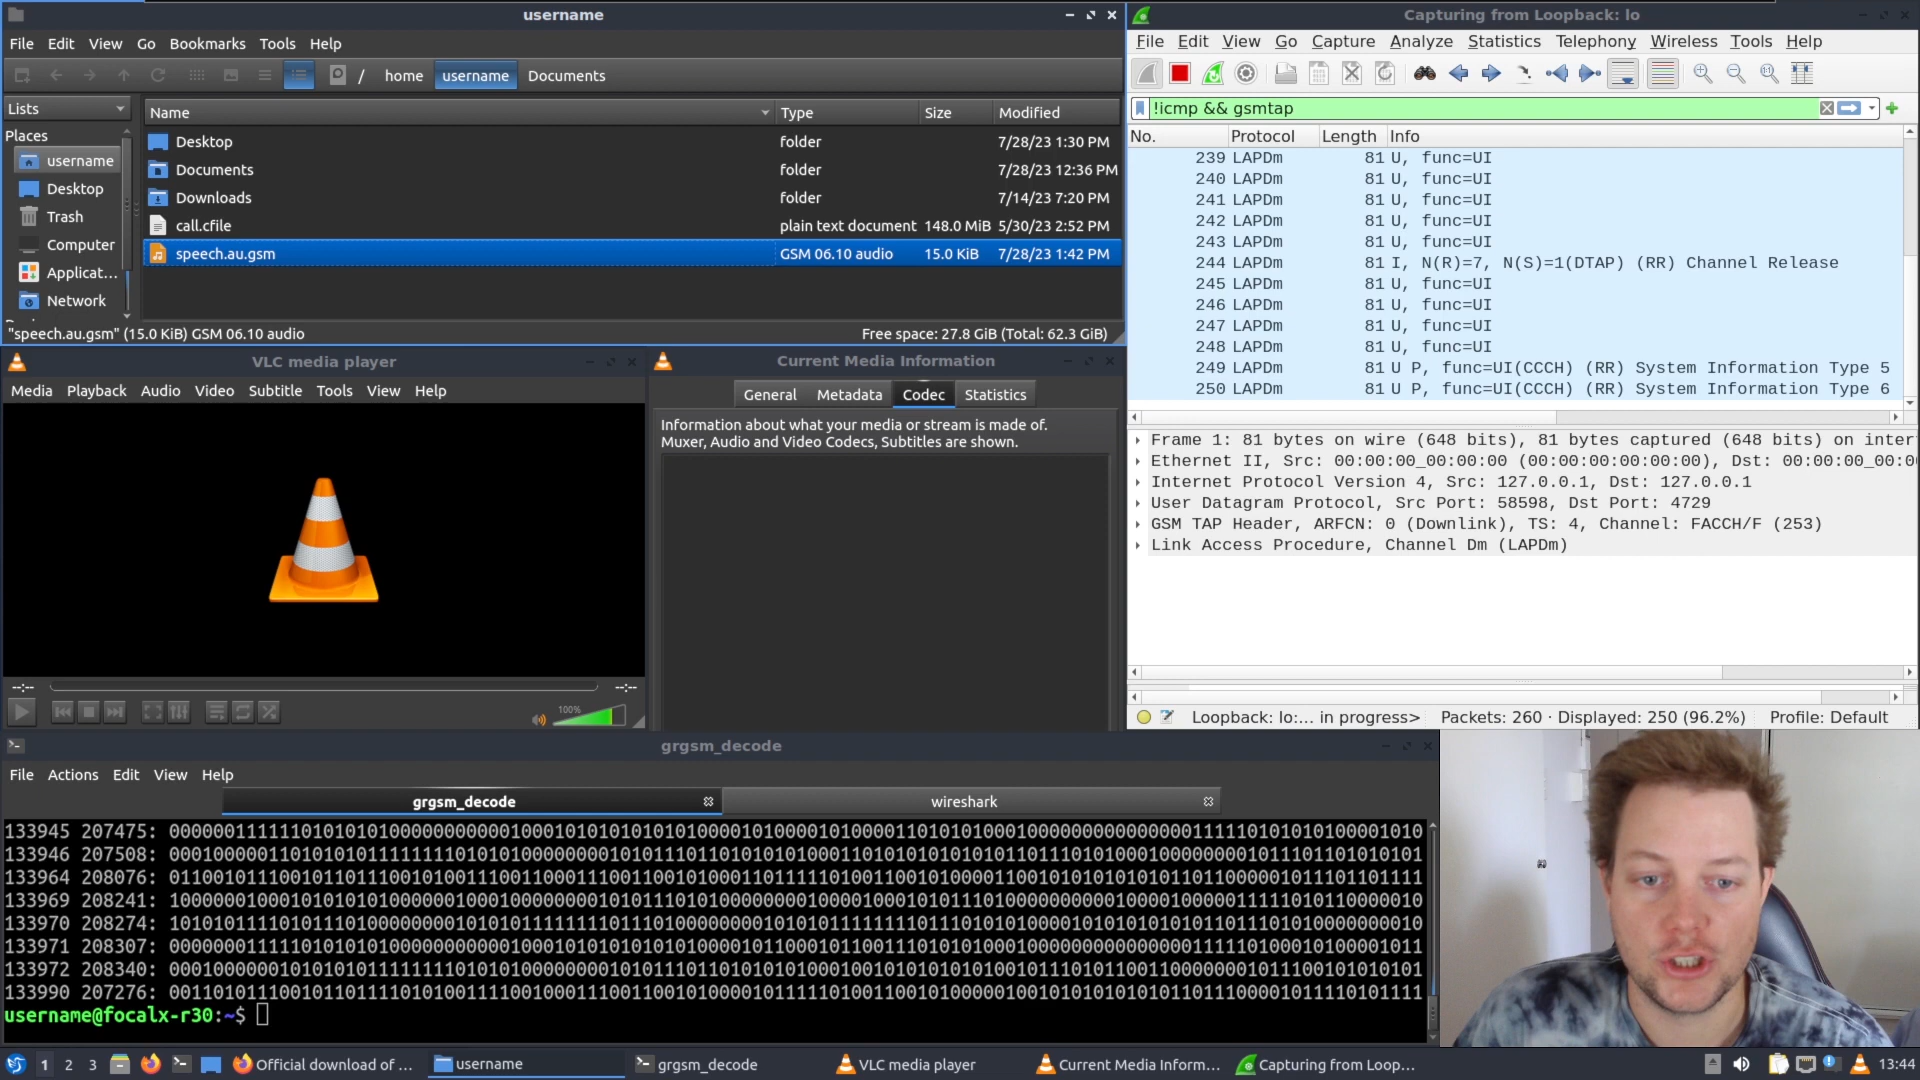 username
File Edit View Go Bookmarks Tools Help
/ home username Documents
Lists
Places
username
Desktop
Trash
Computer
Applicat...
Network
Name Type Size Modified
Desktop folder 7/28/23 1:30 PM
Documents folder 7/28/23 12:36 PM
Downloads folder 7/14/23 7:20 PM
call.cfile plain text document 148.0 MiB 5/30/23 2:52 PM
speech.au.gsm GSM 06.10 audio 15.0 KiB 7/28/23 1:42 PM
"speech.au.gsm" (15.0 KiB) GSM 06.10 audio Free space: 27.8 GiB (Total: 62.3 GiB)
Capturing from Loopback: lo
File Edit View Go Capture Analyze Statistics Telephony Wireless Tools Help
!icmp && gsmtap
No. Protocol Length Info
239 LAPDm 81 U, func=UI
240 LAPDm 81 U, func=UI
241 LAPDm 81 U, func=UI
242 LAPDm 81 U, func=UI
243 LAPDm 81 U, func=UI
244 LAPDm 81 I, N(R)=7, N(S)=1(DTAP) (RR) Channel Release
245 LAPDm 81 U, func=UI
246 LAPDm 81 U, func=UI
247 LAPDm 81 U, func=UI
248 LAPDm 81 U, func=UI
249 LAPDm 81 U P, func=UI(CCCH) (RR) System Information Type 5
250 LAPDm 81 U P, func=UI(CCCH) (RR) System Information Type 6
Frame 1: 81 bytes on wire (648 bits), 81 bytes captured (648 bits) on inter
Ethernet II, Src: 00:00:00_00:00:00 (00:00:00:00:00:00), Dst: 00:00:00_00:0
Internet Protocol Version 4, Src: 127.0.0.1, Dst: 127.0.0.1
User Datagram Protocol, Src Port: 58598, Dst Port: 4729
GSM TAP Header, ARFCN: 0 (Downlink), TS: 4, Channel: FACCH/F (253)
Link Access Procedure, Channel Dm (LAPDm)
Loopback: lo:... in progress> Packets: 260 · Displayed: 250 (96.2%) Profile: Default
VLC media player
Media Playback Audio Video Subtitle Tools View Help
--:-- --:--
100%
Current Media Information
General Metadata Codec Statistics
Information about what your media or stream is made of.
Muxer, Audio and Video Codecs, Subtitles are shown.
grgsm_decode
File Actions Edit View Help
grgsm_decode wireshark
133945 207475:
133946 207508:
133964 208076:
133969 208241:
133970 208274:
133971 208307:
133972 208340:
133990 207276:
username@focalx-r30:~$
1 2 3 Official download of ... username grgsm_decode VLC media player Current Media Inform... Capturing from Loop... 13:44